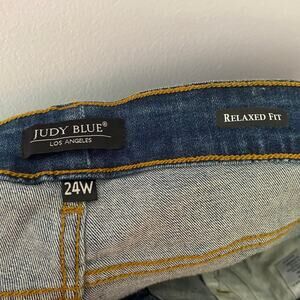 JUDY BLUE®
LOS ANGELES
RELAXED FIT
24W